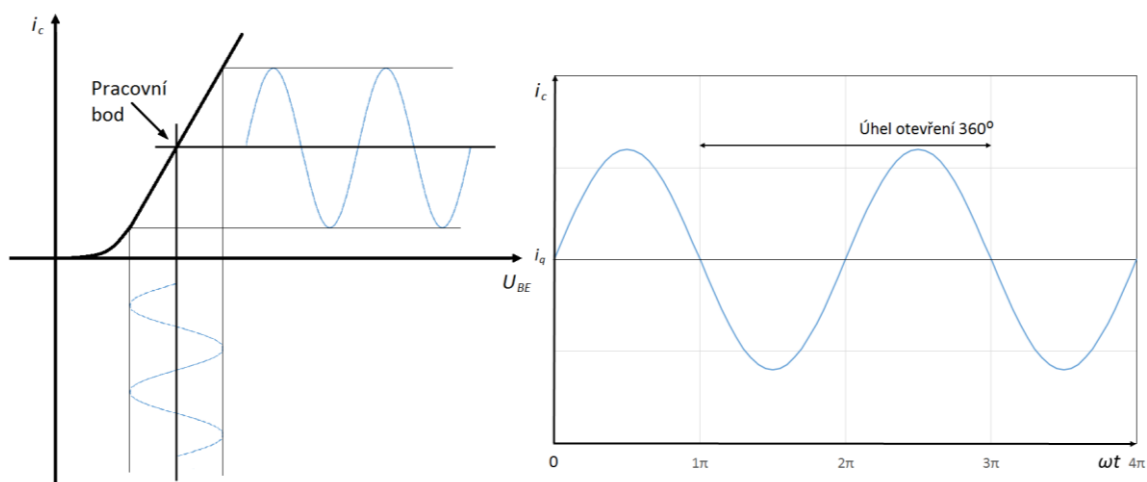 i_c
Pracovní
bod
U_BE
i_c
Úhel otevření 360°
i_q
0
1π
2π
3π
ωt
4π